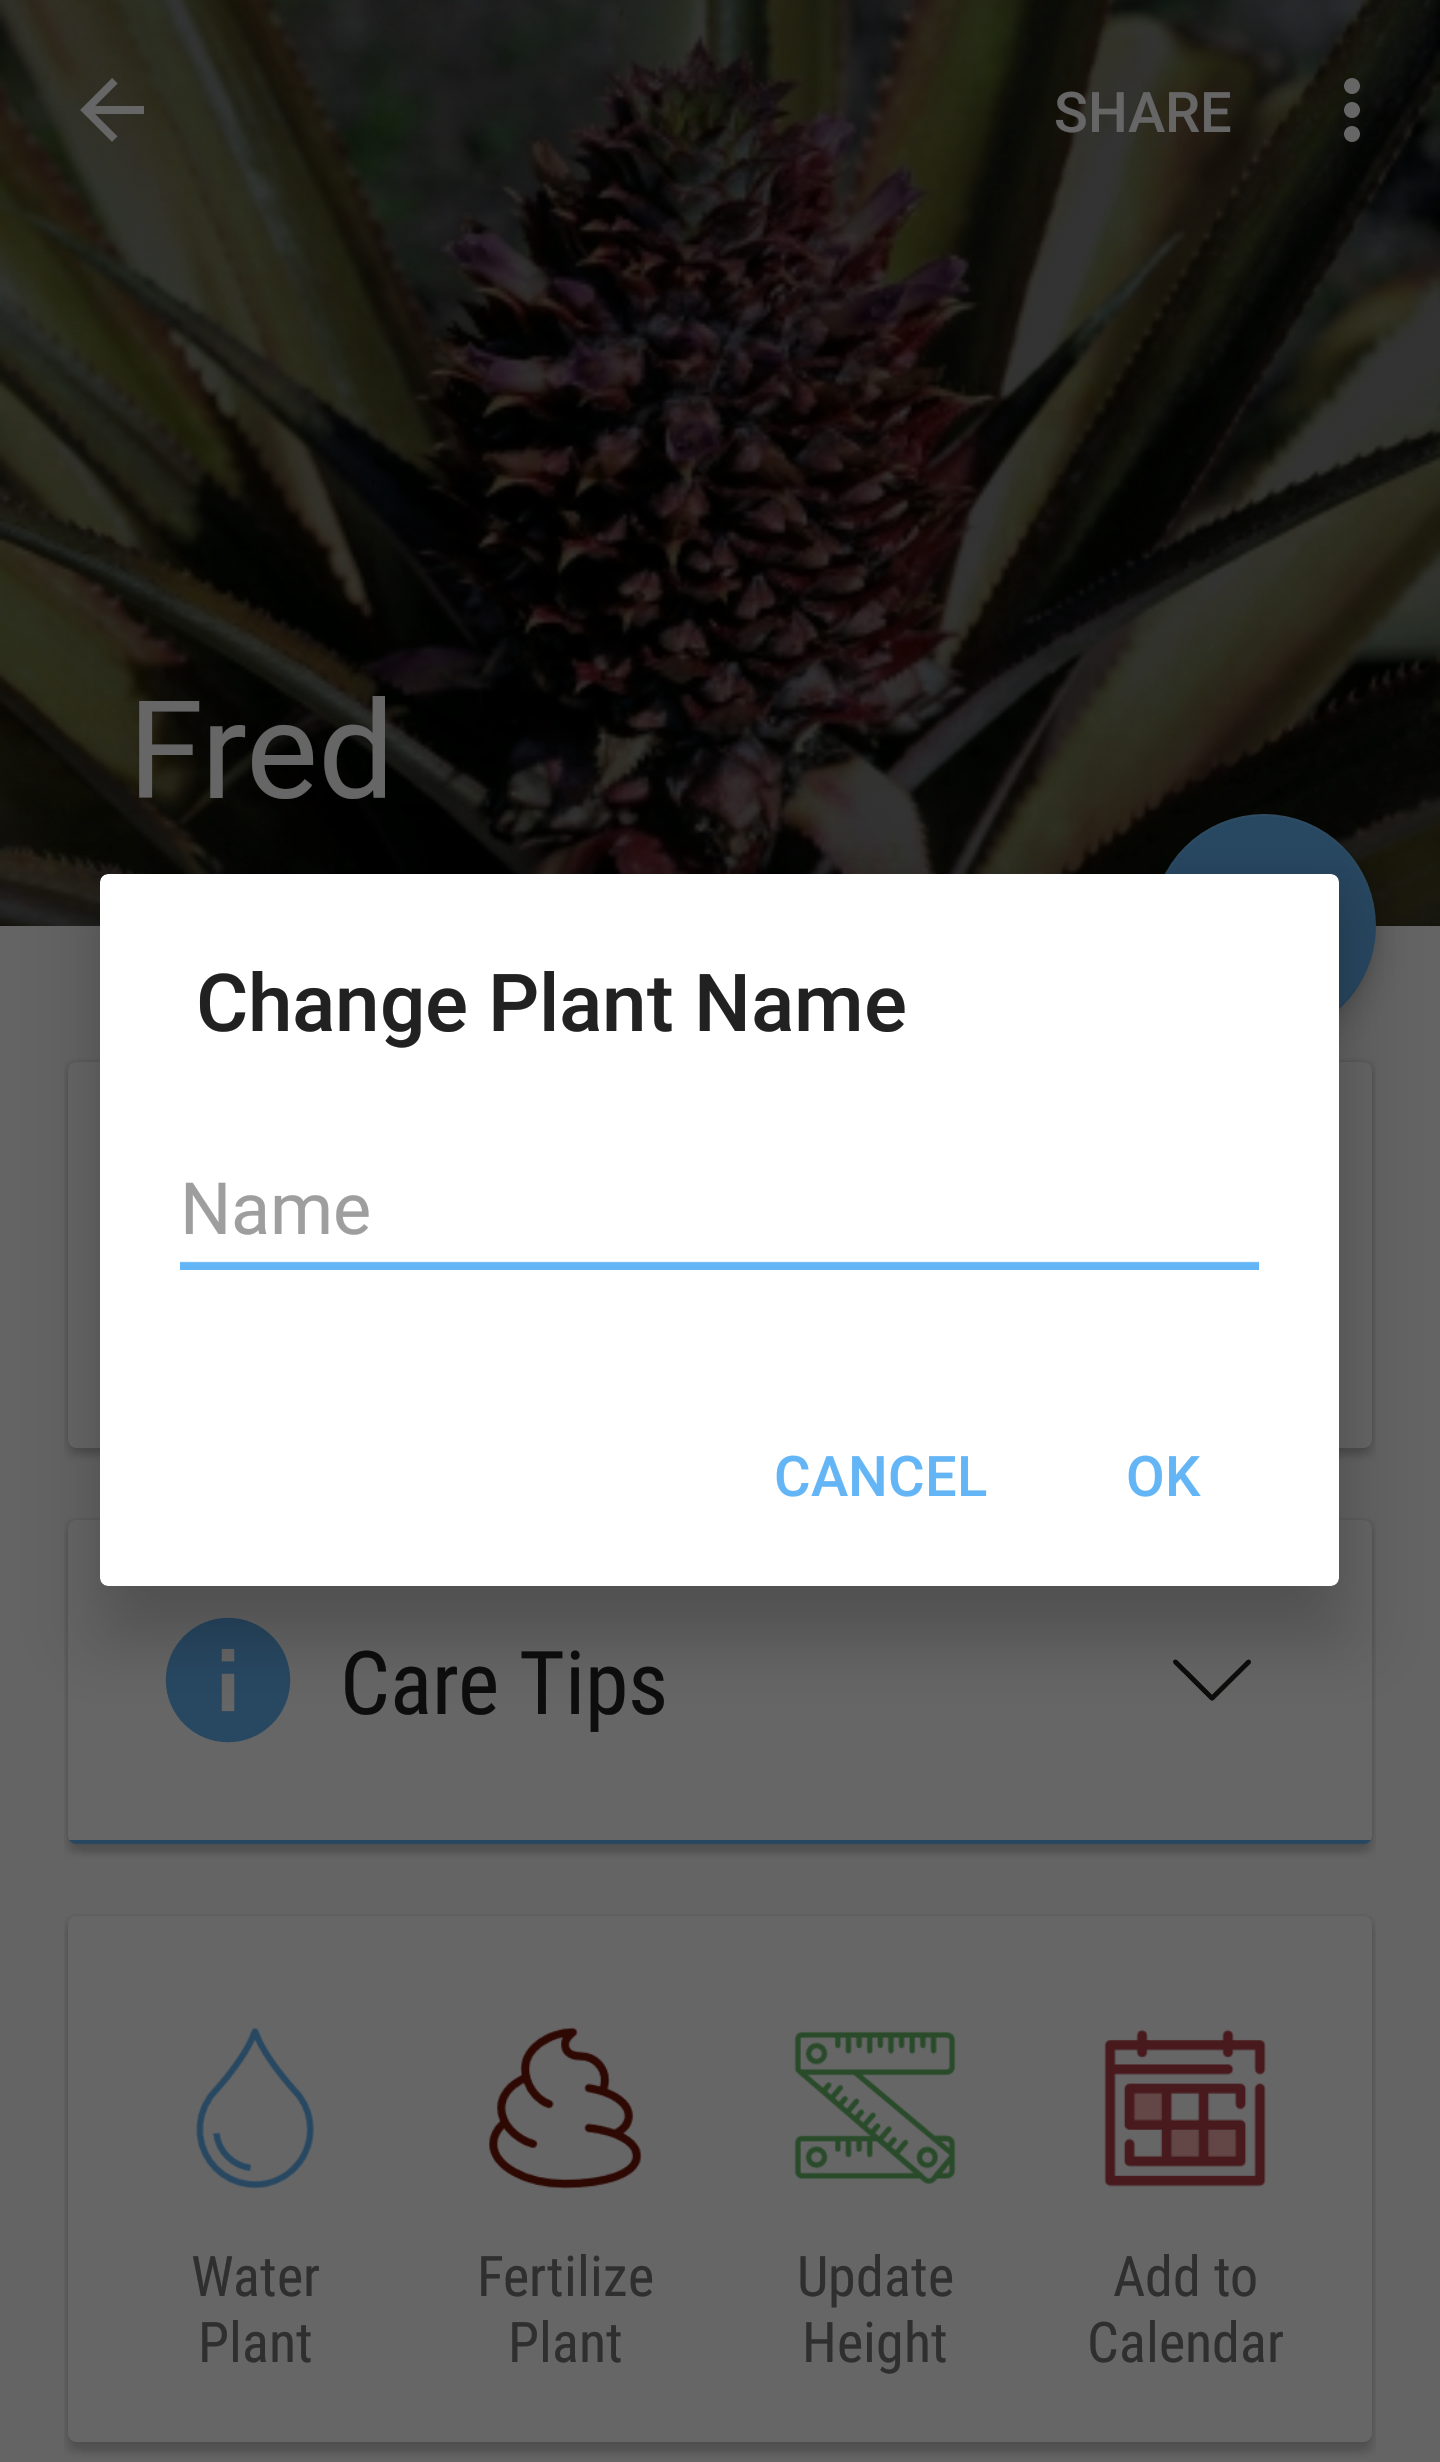 SHARE
Fred
Change Plant Name
Name
CANCEL OK
Care Tips
Water
Plant
Fertilize
Plant
Update
Height
Add to
Calendar